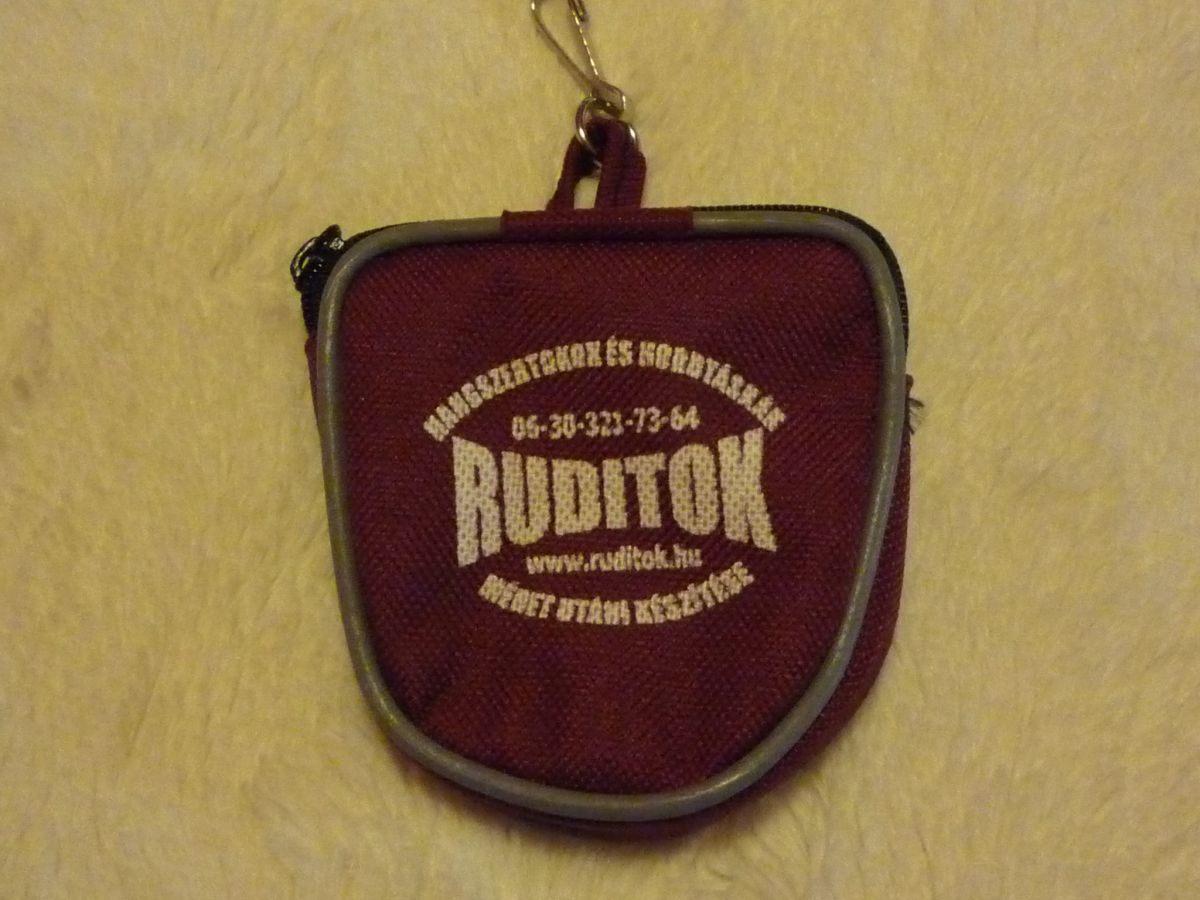 HANGSZERTOKOK ÉS HORDTÁSKÁK
06-30-321-73-64
RUDITOK
www.ruditok.hu
MÉRET UTÁNI KÉSZÍTÉSE